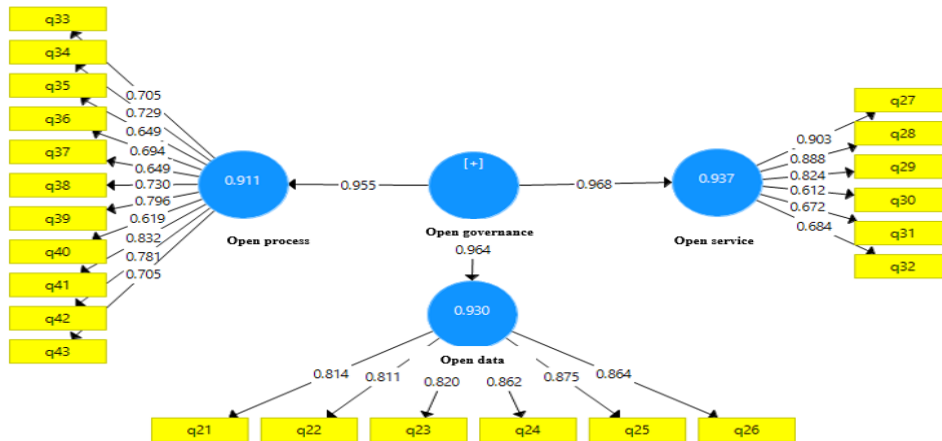 q33
q34
q35
q36
q37
q38
q39
q40
q41
q42
q43
0.705
0.729
0.649
0.694
0.649
0.730
0.796
0.619
0.832
0.781
0.705
0.911
Open process
0.955
[+]
Open governance
0.968
0.964
0.937
Open service
0.903
0.888
0.824
0.612
0.672
0.684
q27
q28
q29
q30
q31
q32
0.930
Open data
0.814
0.811
0.820
0.862
0.875
0.864
q21
q22
q23
q24
q25
q26